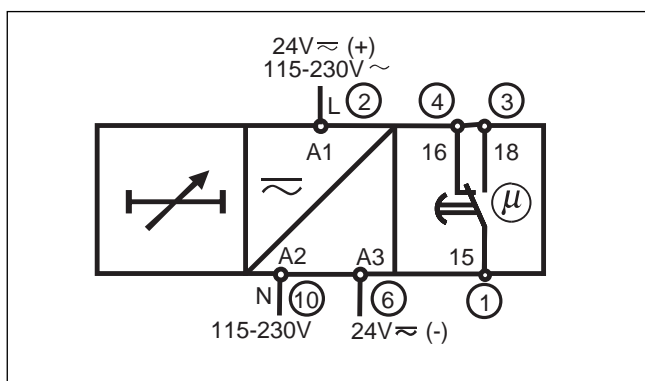 24V⎓∼ (+)
115-230V ∼
L ② ④ ③
A1 16 18
μ
A2 A3 15
N ⑩ ⑥ ①
115-230V 24V⎓∼ (-)